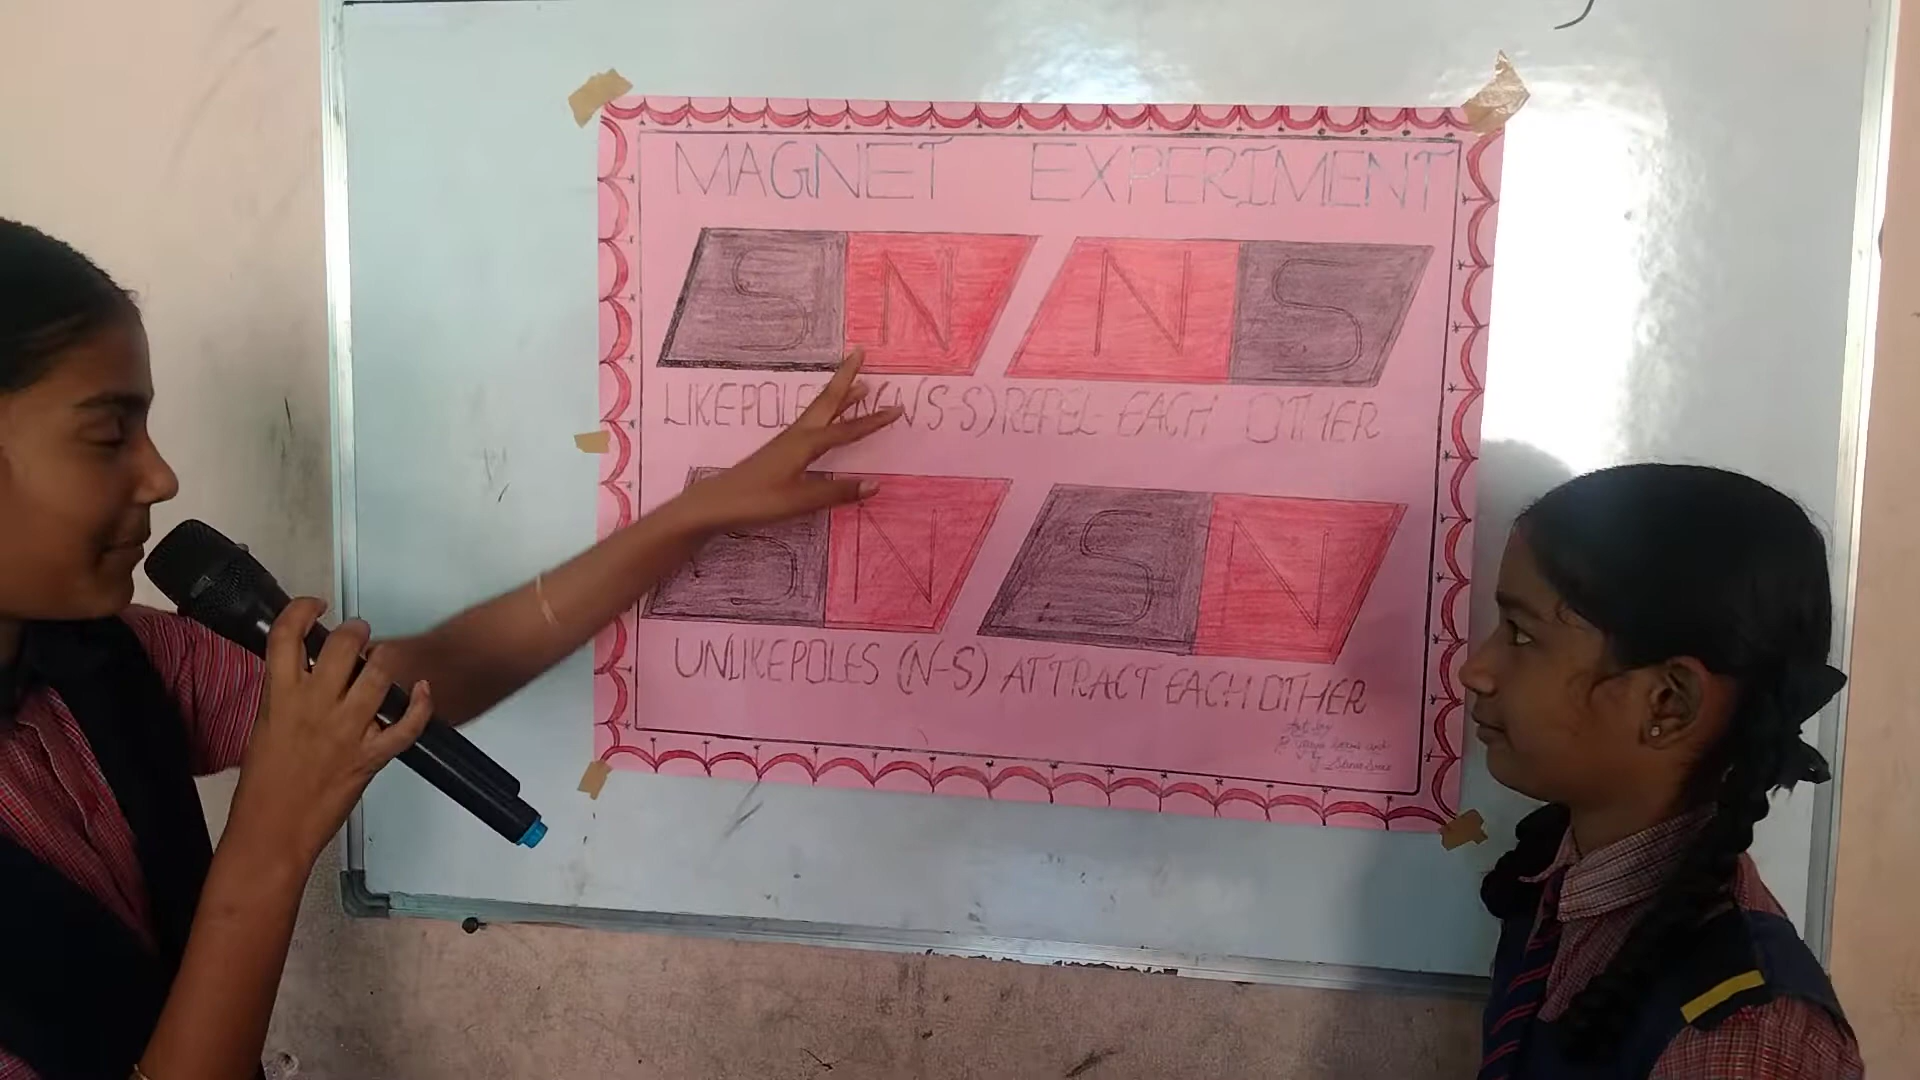 MAGNET EXPERIMENT
S N N S
LIKE POLES (N-N)(S-S) REPEL EACH OTHER
S N S N
UNLIKE POLES (N-S) ATTRACT EACH OTHER